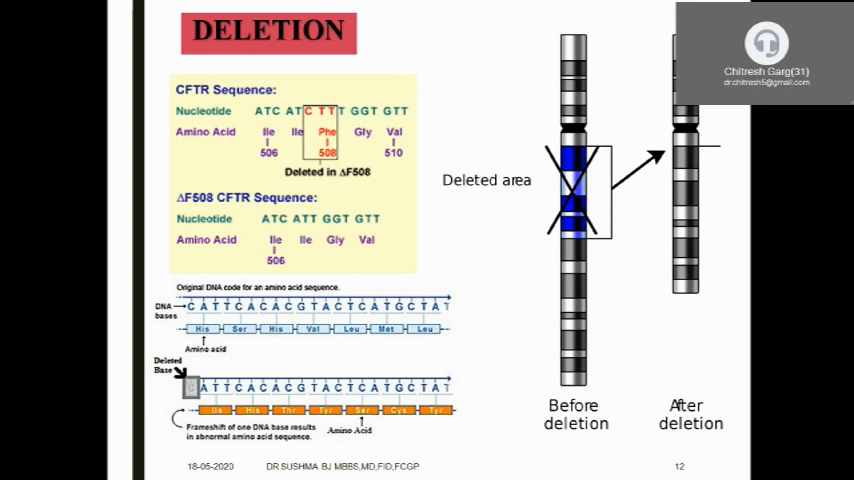 DELETION
Chitresh Garg(31)
dr.chitresh5@gmail.com
CFTR Sequence:
Nucleotide ATC ATC TTT GGT GTT
Amino Acid Ile Ile Phe Gly Val
506 508 510
Deleted in ΔF508
ΔF508 CFTR Sequence:
Nucleotide ATC ATT GGT GTT
Amino Acid Ile Ile Gly Val
506
Deleted area
Original DNA code for an amino acid sequence.
DNA bases
C A T T C A C A C G T A C T C A T G C T A T
His Ser His Val Leu Met Leu
Amino acid
Deleted Base
C A T T C A C A C G T A C T C A T G C T A T
Ile His Thr Tyr Ser Cys Tyr
Frameshift of one DNA base results
in abnormal amino acid sequence.
Amino Acid
Before deletion
After deletion
18-05-2020 DR SUSHMA BJ MBBS,MD,FID,FCGP 12